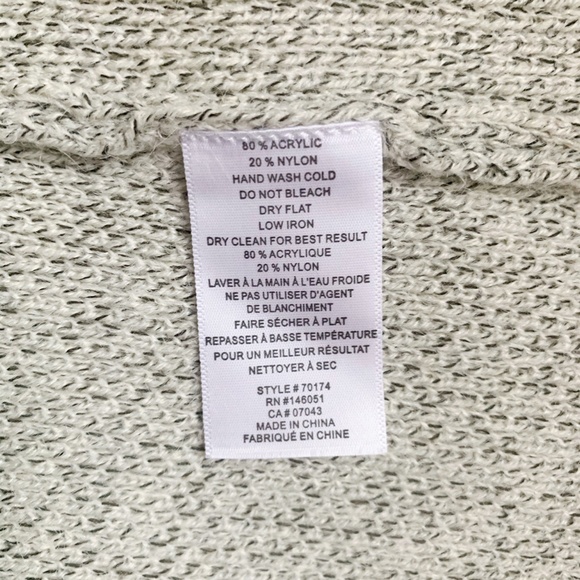 80 % ACRYLIC
20 % NYLON
HAND WASH COLD
DO NOT BLEACH
DRY FLAT
LOW IRON
DRY CLEAN FOR BEST RESULT
80 % ACRYLIQUE
20 % NYLON
LAVER À LA MAIN À L'EAU FROIDE
NE PAS UTILISER D'AGENT
DE BLANCHIMENT
FAIRE SÉCHER À PLAT
REPASSER À BASSE TEMPÉRATURE
POUR UN MEILLEUR RÉSULTAT
NETTOYER À SEC
STYLE # 70174
RN #146051
CA # 07043
MADE IN CHINA
FABRIQUÉ EN CHINE